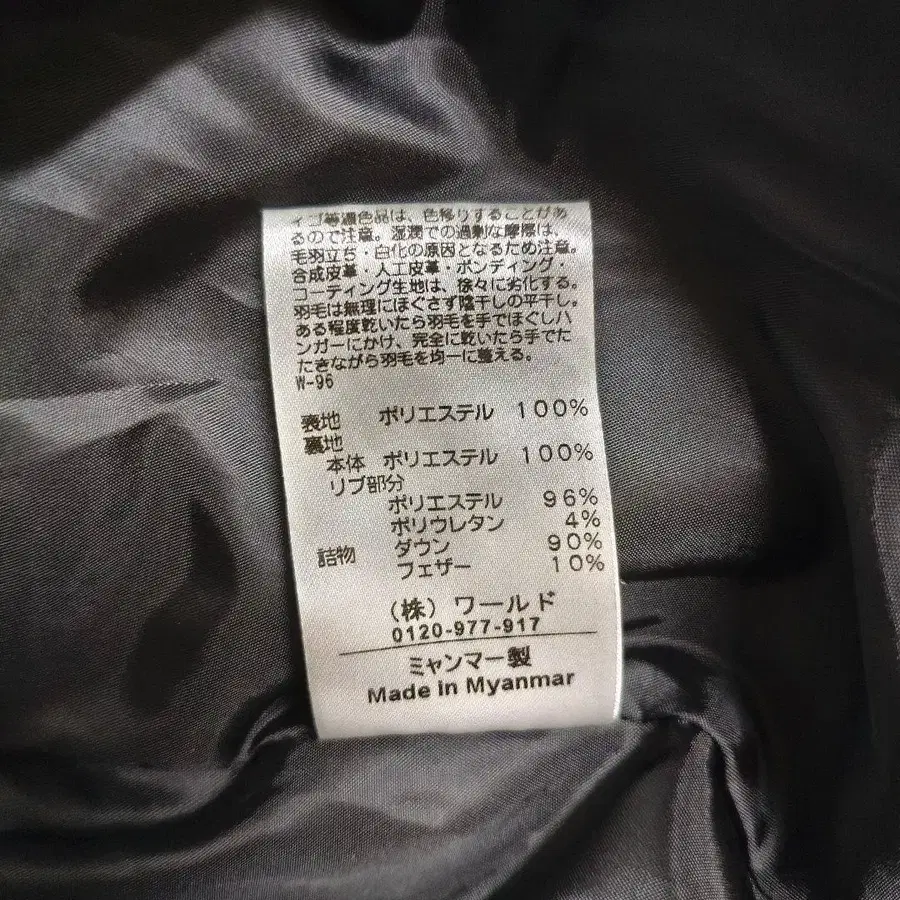 ィゴ等濃色品は、色移りすることがあ
るので注意。湿潤での過剰な摩擦は、
毛羽立ち・白化の原因となるため注意。
合成皮革・人工皮革・ボンディング・
コーティング生地は、徐々に劣化する。
羽毛は無理にほぐさず陰干しの平干し。
ある程度乾いたら羽毛を手でほぐしハ
ンガーにかけ、完全に乾いたら手でた
たきながら羽毛を均一に整える。
W-96
表地 ポリエステル 100%
裏地
本体 ポリエステル 100%
リブ部分
ポリエステル 96%
ポリウレタン 4%
詰物 ダウン 90%
フェザー 10%
(株) ワールド
0120-977-917
ミャンマー製
Made in Myanmar